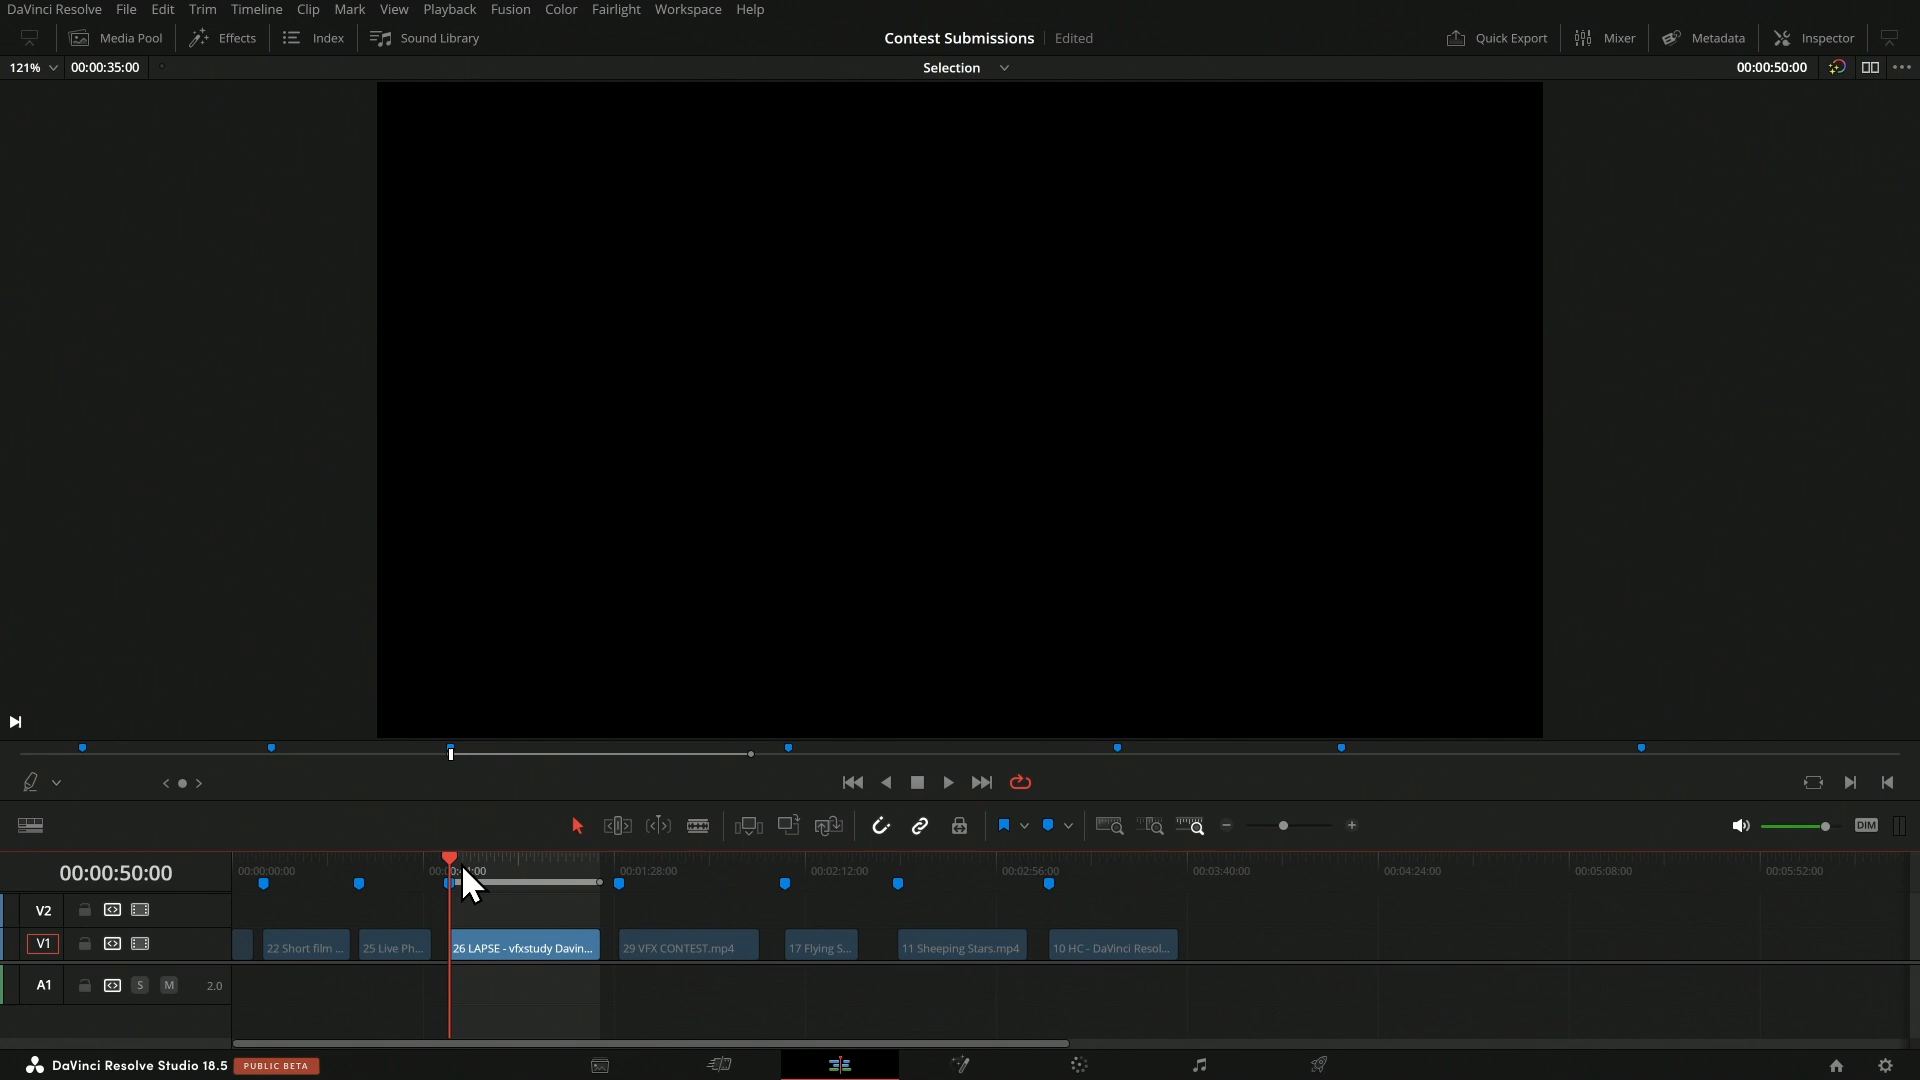 DaVinci Resolve File Edit Trim Timeline Clip Mark View Playback Fusion Color Fairlight Workspace Help
Media Pool Effects Index Sound Library Contest Submissions Edited Quick Export Mixer Metadata Inspector
121% 00:00:35:00 Selection 00:00:50:00
DIM
00:00:50:00 00:00:00:00 00:01:28:00 00:02:12:00 00:02:56:00 00:03:40:00 00:04:24:00 00:05:08:00 00:05:52:00
V2
V1 22 Short film ... 25 Live Ph... 26 LAPSE - vfxstudy Davin... 29 VFX CONTEST.mp4 17 Flying S... 11 Sheeping Stars.mp4 10 HC - DaVinci Resol...
A1 S M 2.0
DaVinci Resolve Studio 18.5 PUBLIC BETA